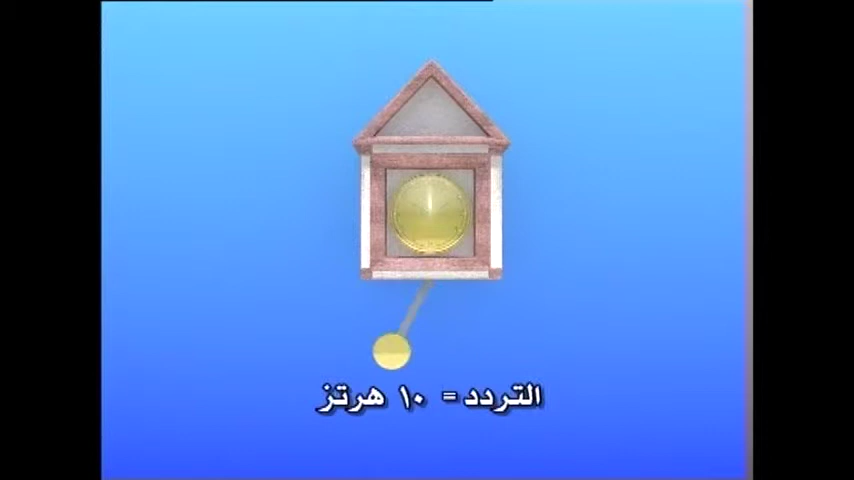 التردد = ١٠ هرتز